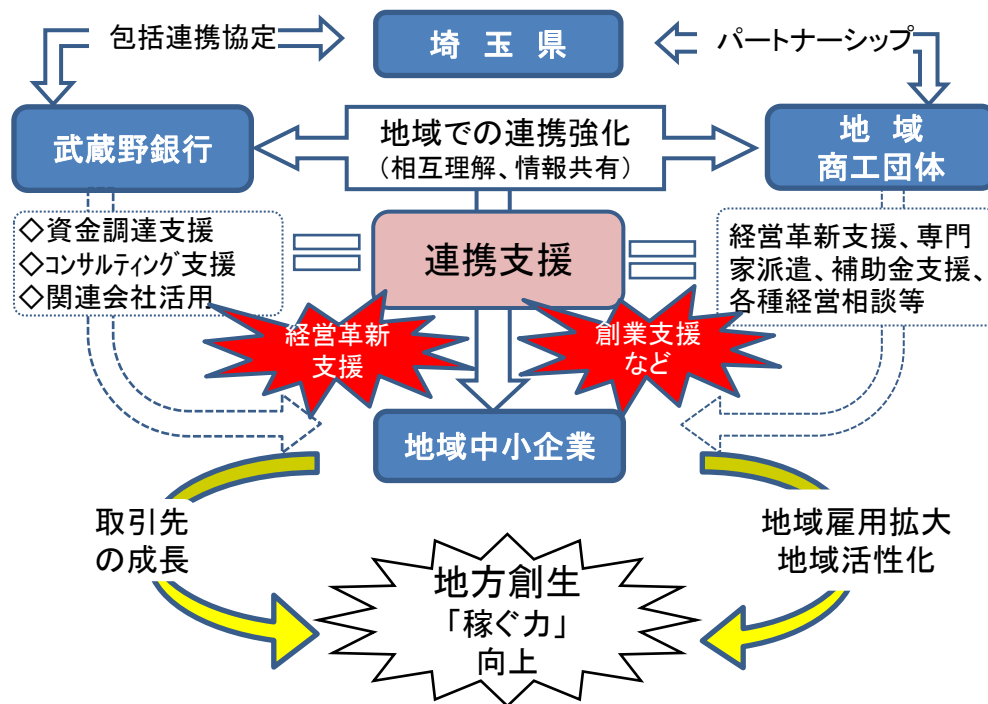 包括連携協定
埼 玉 県
パートナーシップ
武蔵野銀行
地域での連携強化
（相互理解、情報共有）
地 域
商工団体
◇資金調達支援
◇ｺﾝｻﾙﾃｨﾝｸﾞ支援
◇関連会社活用
連携支援
経営革新支援、専門
家派遣、補助金支援、
各種経営相談等
経営革新
支援
創業支援
など
地域中小企業
取引先
の成長
地域雇用拡大
地域活性化
地方創生
「稼ぐ力」
向上